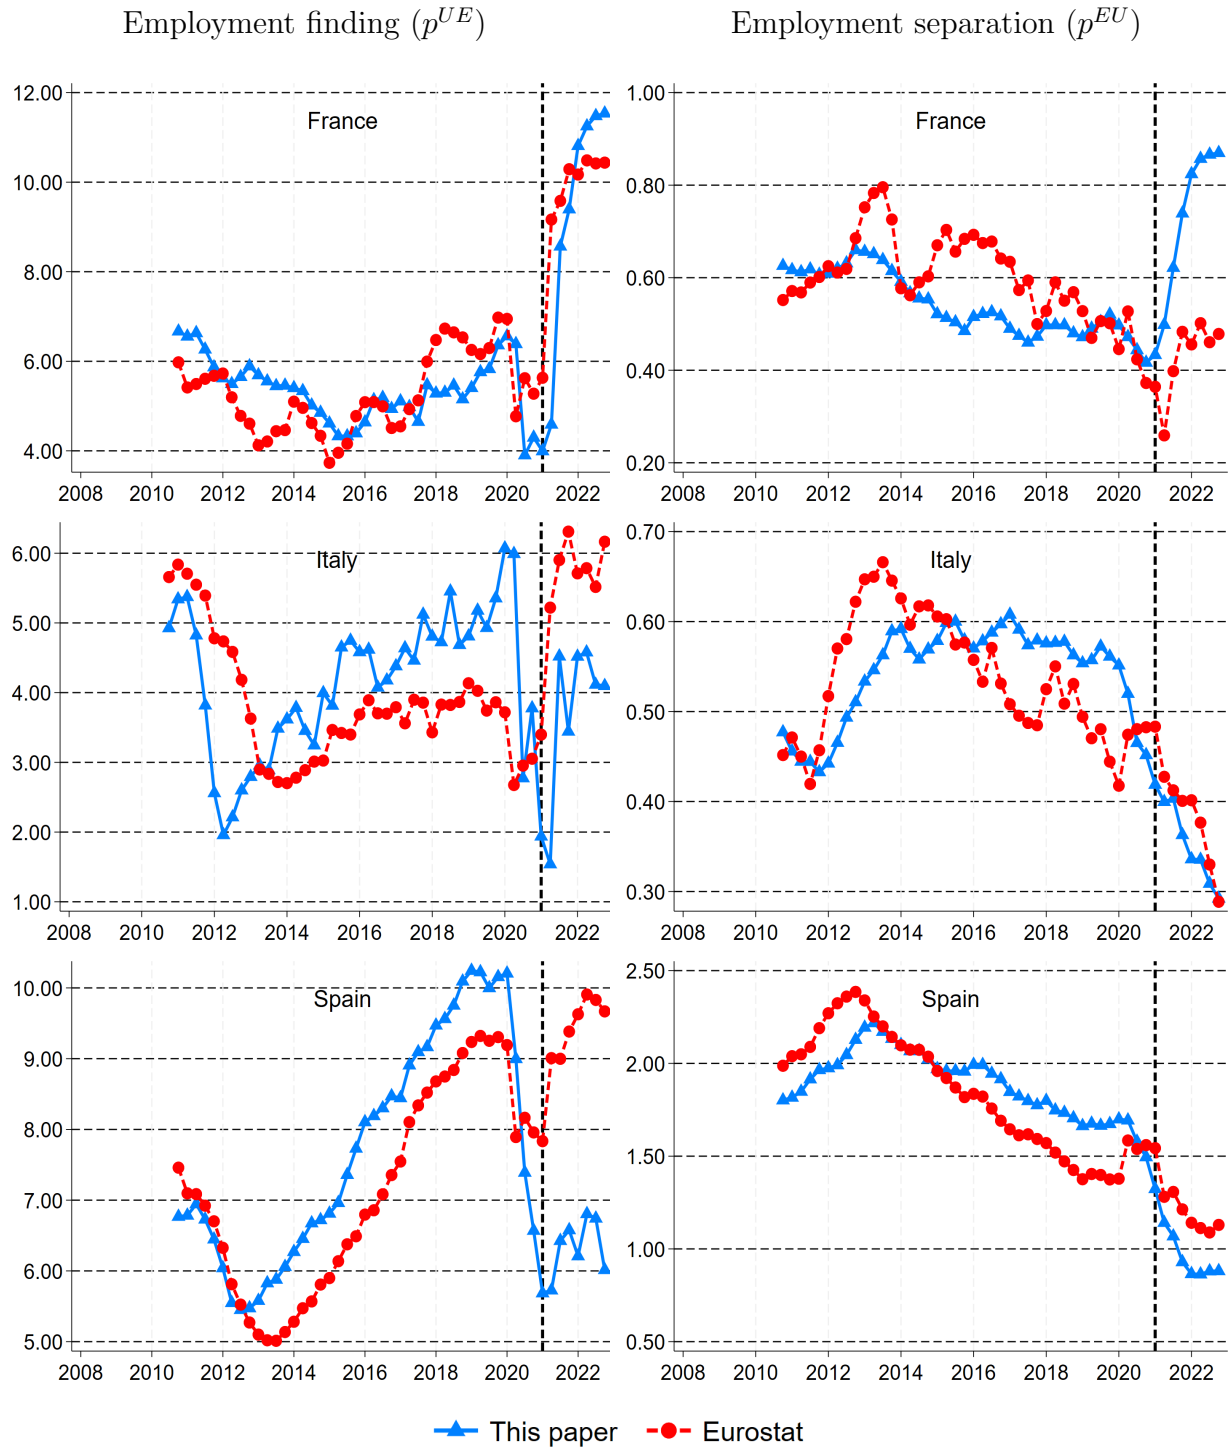 Employment finding (p^{UE}) Employment separation (p^{EU})
12.00
10.00
8.00
6.00
4.00
France
2008 2010 2012 2014 2016 2018 2020 2022
1.00
0.80
0.60
0.40
0.20
France
2008 2010 2012 2014 2016 2018 2020 2022
6.00
5.00
4.00
3.00
2.00
1.00
Italy
2008 2010 2012 2014 2016 2018 2020 2022
0.70
0.60
0.50
0.40
0.30
Italy
2008 2010 2012 2014 2016 2018 2020 2022
10.00
9.00
8.00
7.00
6.00
5.00
Spain
2008 2010 2012 2014 2016 2018 2020 2022
2.50
2.00
1.50
1.00
0.50
Spain
2008 2010 2012 2014 2016 2018 2020 2022
This paper Eurostat